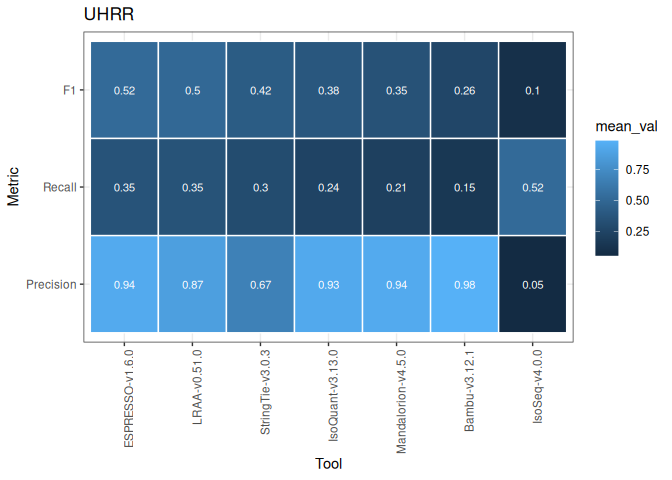 UHRR
F1
0.52 0.5 0.42 0.38 0.35 0.26 0.1
Recall
0.35 0.35 0.3 0.24 0.21 0.15 0.52
Precision
0.94 0.87 0.67 0.93 0.94 0.98 0.05
Metric
ESPRESSO-v1.6.0
LRAA-v0.51.0
StringTie-v3.0.3
IsoQuant-v3.13.0
Mandalorion-v4.5.0
Bambu-v3.12.1
IsoSeq-v4.0.0
Tool
mean_val
0.75
0.50
0.25